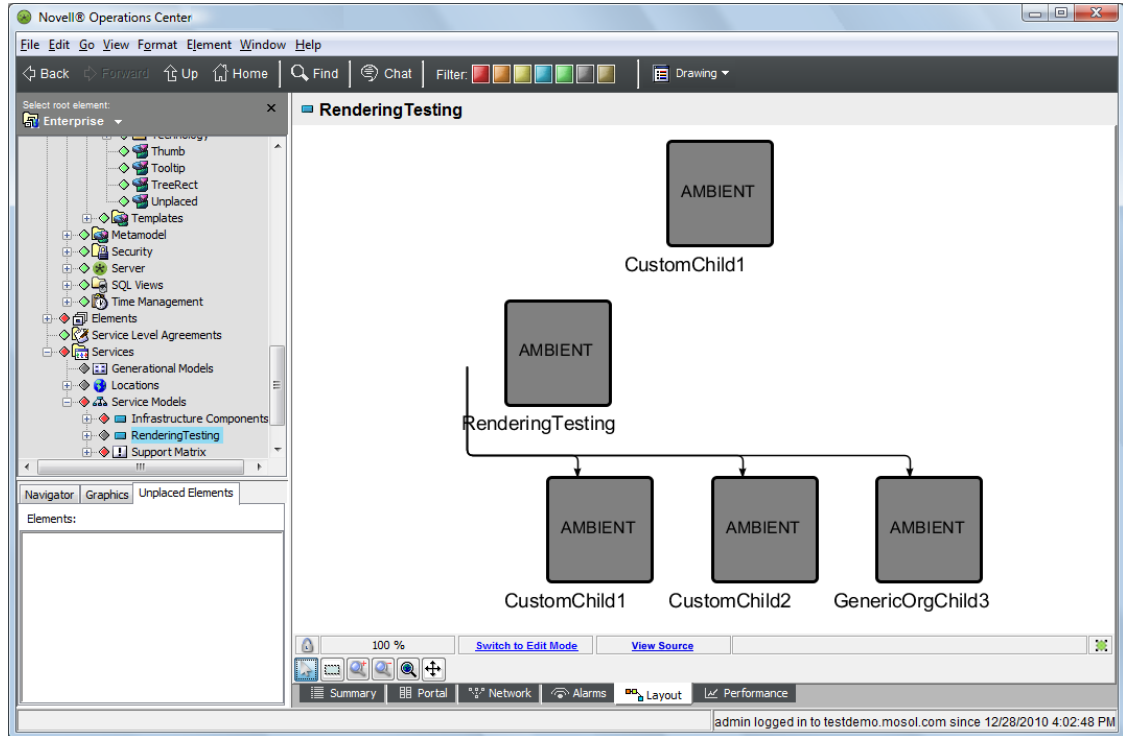 Novell® Operations Center
File Edit Go View Format Element Window Help
Back Forward Up Home Find Chat Filter: Drawing
Select root element:
Enterprise
Technology
Thumb
Tooltip
TreeRect
Unplaced
Templates
Metamodel
Security
Server
SQL Views
Time Management
Elements
Service Level Agreements
Services
Generational Models
Locations
Service Models
Infrastructure Components
RenderingTesting
Support Matrix
Navigator Graphics Unplaced Elements
Elements:
RenderingTesting
AMBIENT
CustomChild1
AMBIENT
RenderingTesting
AMBIENT AMBIENT AMBIENT
CustomChild1 CustomChild2 GenericOrgChild3
100 % Switch to Edit Mode View Source
Summary Portal Network Alarms Layout Performance
admin logged in to testdemo.mosol.com since 12/28/2010 4:02:48 PM